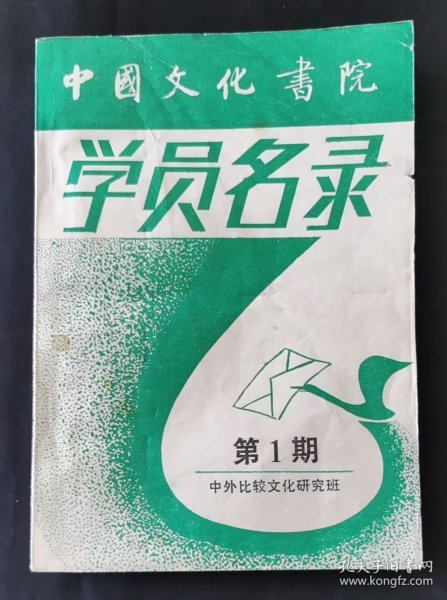 中國文化書院
学员名录
第1期
中外比较文化研究班
孔夫子旧书网
www.kongfz.com